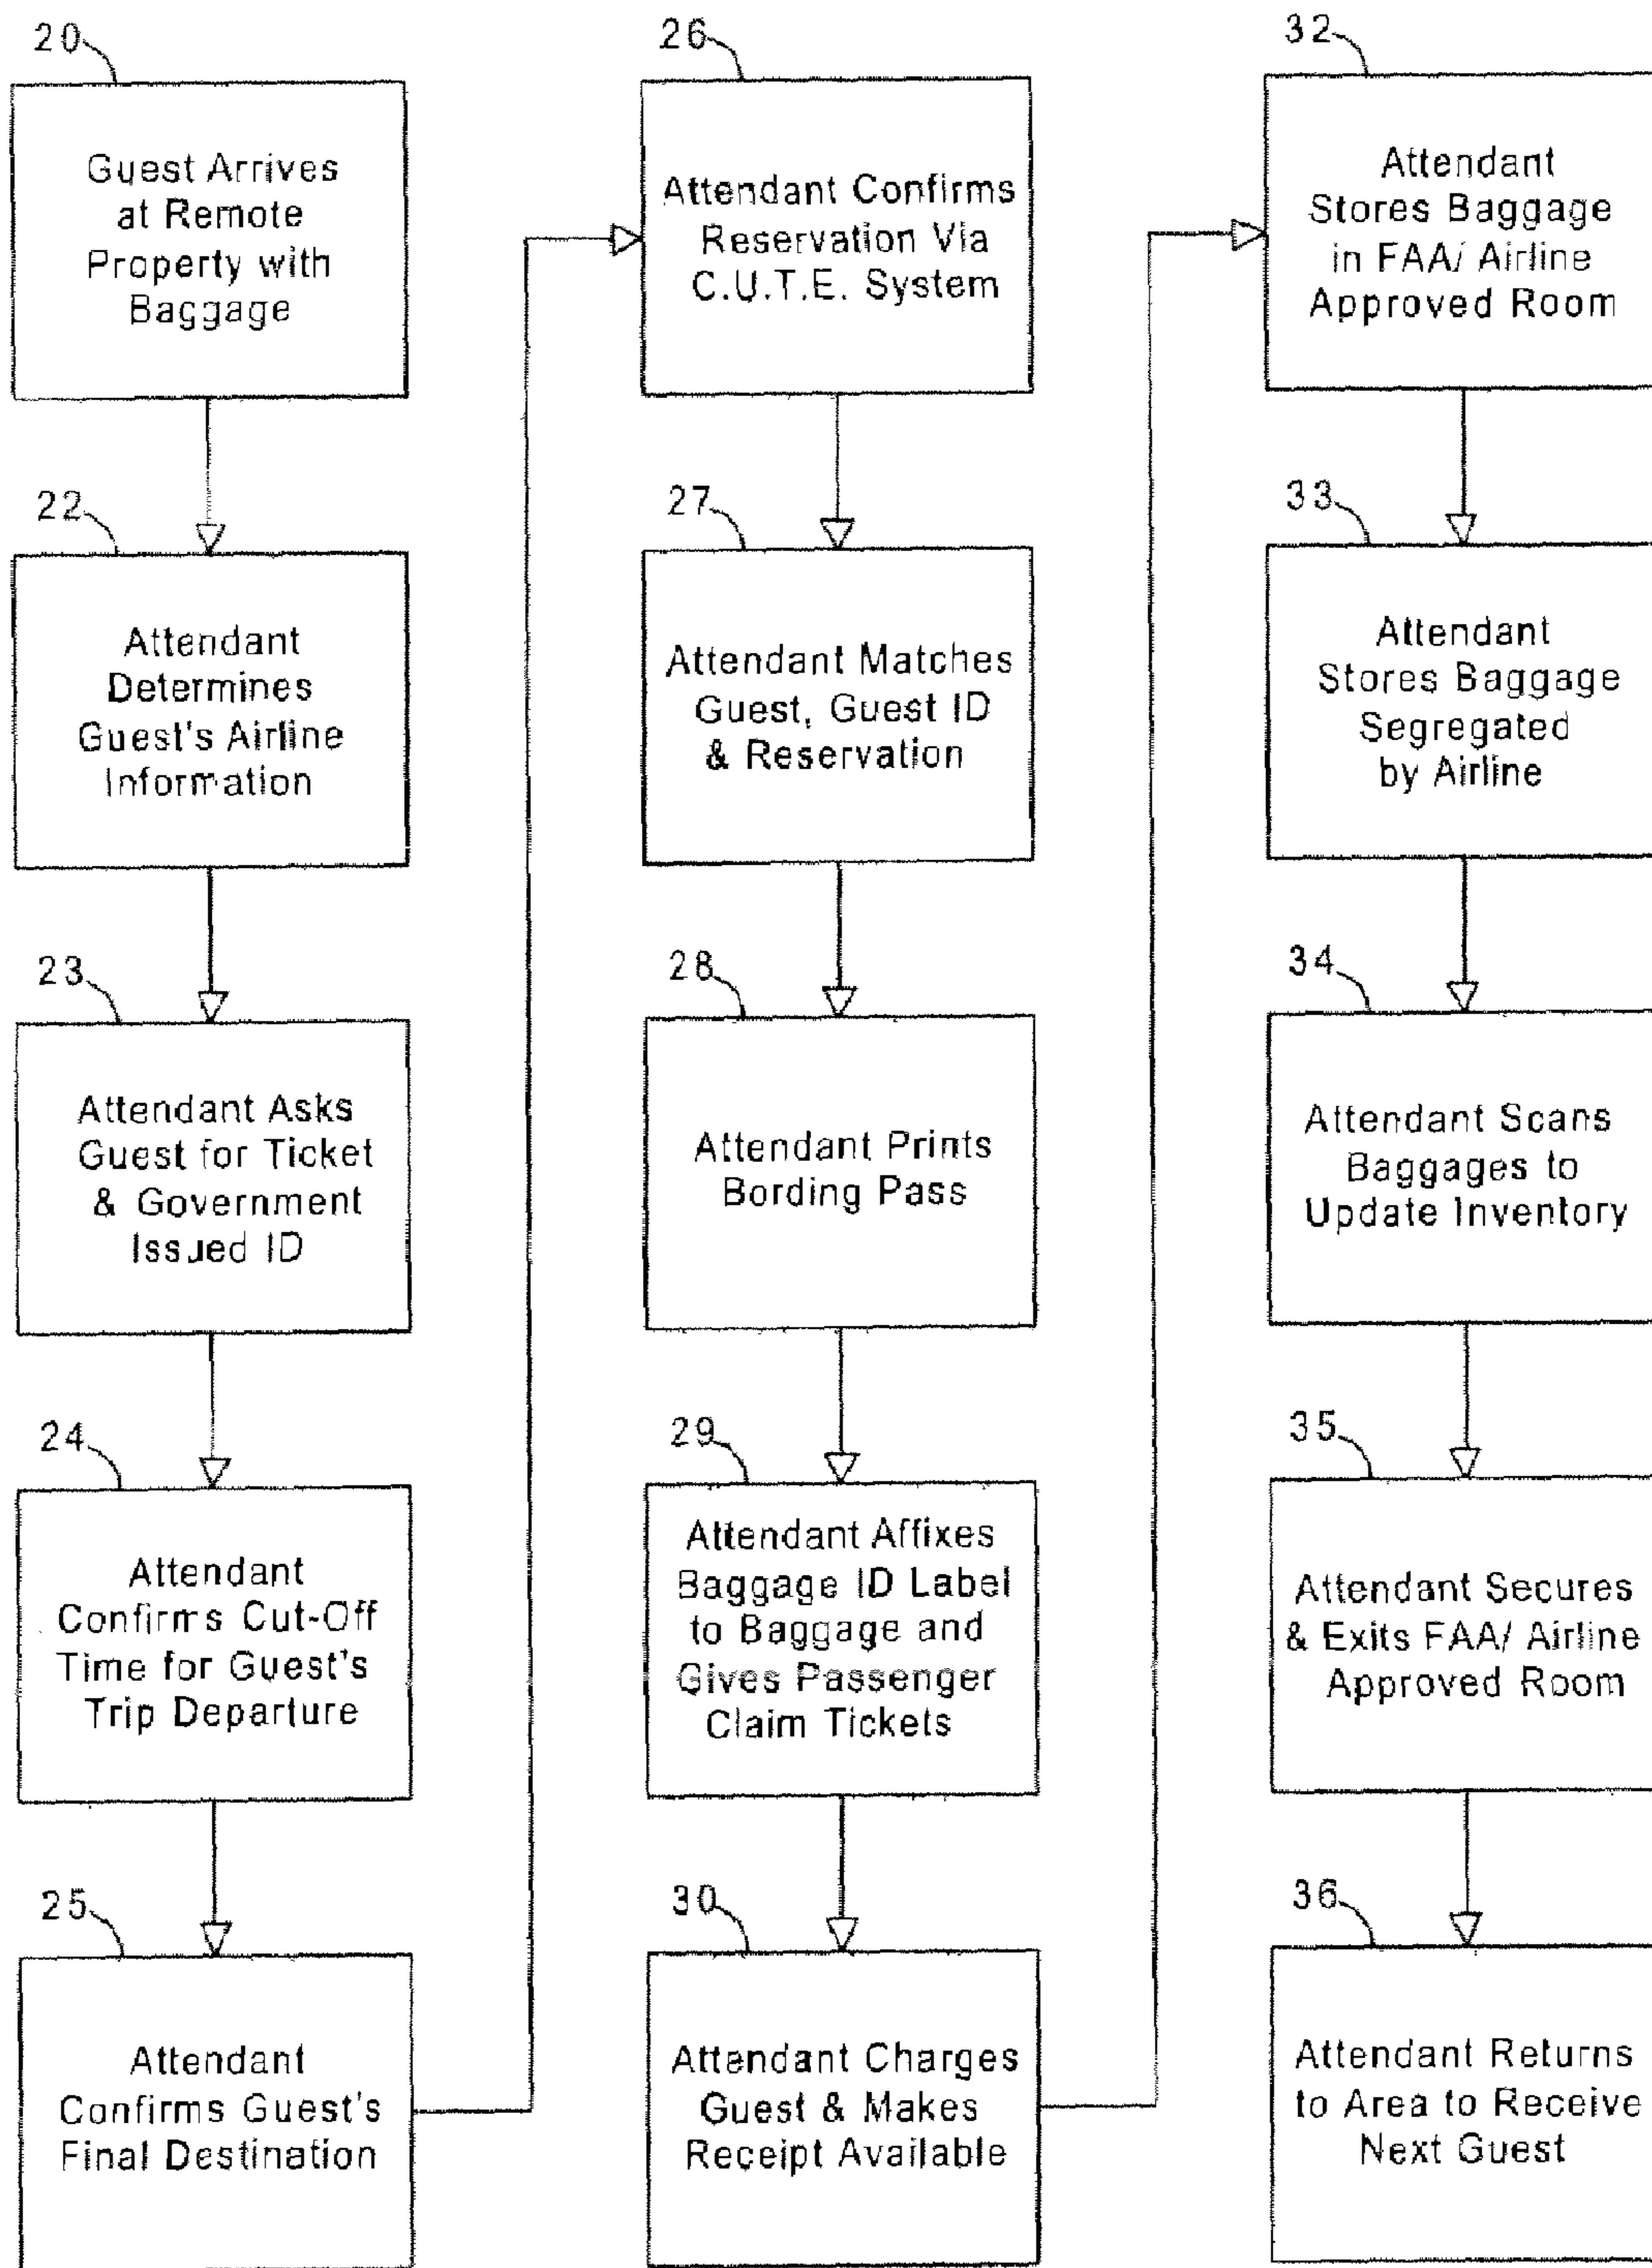 20
Guest Arrives
at Remote
Property with
Baggage
22
Attendant
Determines
Guest's Airline
Information
23
Attendant Asks
Guest for Ticket
& Government
Issued ID
24
Attendant
Confirms Cut-Off
Time for Guest's
Trip Departure
25
Attendant
Confirms Guest's
Final Destination
26
Attendant Confirms
Reservation Via
C.U.T.E. System
27
Attendant Matches
Guest, Guest ID
& Reservation
28
Attendant Prints
Bording Pass
29
Attendant Affixes
Baggage ID Label
to Baggage and
Gives Passenger
Claim Tickets
30
Attendant Charges
Guest & Makes
Receipt Available
32
Attendant
Stores Baggage
in FAA/ Airline
Approved Room
33
Attendant
Stores Baggage
Segregated
by Airline
34
Attendant Scans
Baggages to
Update Inventory
35
Attendant Secures
& Exits FAA/ Airline
Approved Room
36
Attendant Returns
to Area to Receive
Next Guest